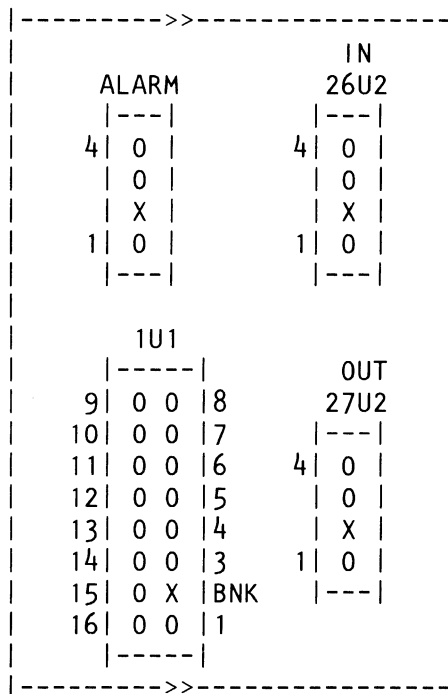 |---------->>-----------------
|                      IN
|     ALARM           26U2
|     |---|           |---|
|    4| 0 |          4| 0 |
|     | 0 |           | 0 |
|     | X |           | X |
|    1| 0 |          1| 0 |
|     |---|           |---|
|
|       1U1
|     |-----|          OUT
|    9| 0 0 |8        27U2
|   10| 0 0 |7        |---|
|   11| 0 0 |6       4| 0 |
|   12| 0 0 |5        | 0 |
|   13| 0 0 |4        | X |
|   14| 0 0 |3       1| 0 |
|   15| 0 X |BNK      |---|
|   16| 0 0 |1
|     |-----|
|---------->>-----------------